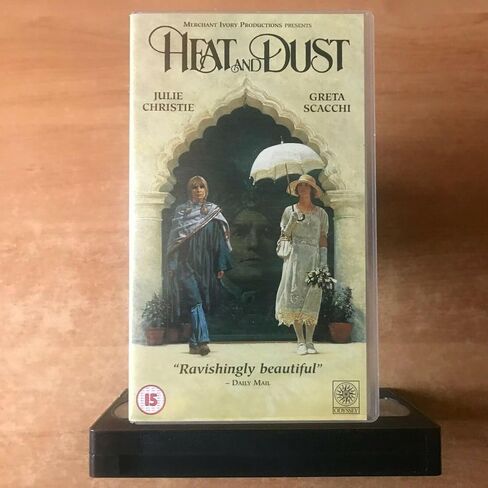 MERCHANT IVORY PRODUCTIONS PRESENTS
HEAT AND DUST
JULIE CHRISTIE
GRETA SCACCHI
"Ravishingly beautiful"
– DAILY MAIL
15
ODYSSEY